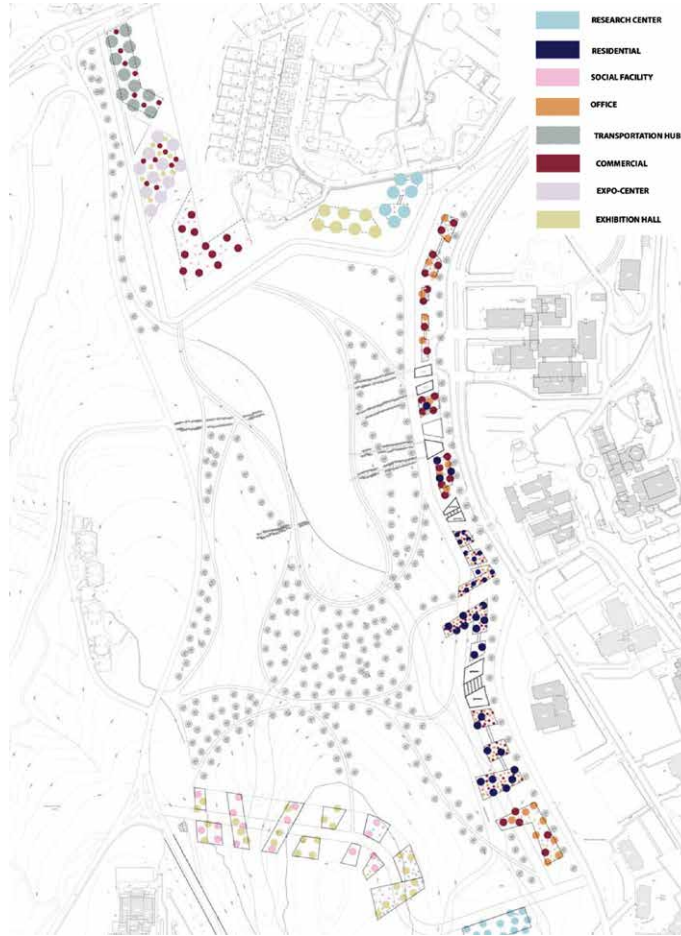 RESEARCH CENTER
RESIDENTIAL
SOCIAL FACILITY
OFFICE
TRANSPORTATION HUB
COMMERCIAL
EXPO-CENTER
EXHIBITION HALL